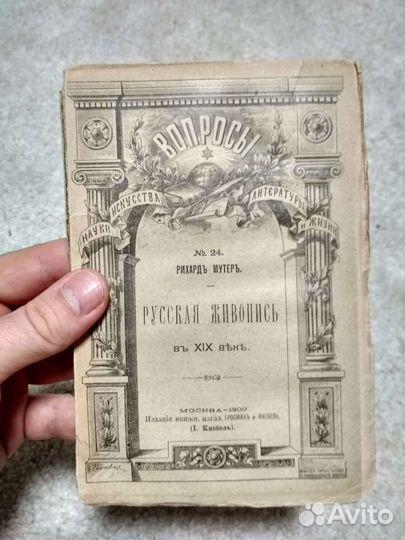 ВОПРОСЫ
НАУКИ ИСКУССТВА ЛИТЕРАТУРЫ И ЖИЗНИ
№ 24.
РИХАРДЪ МУТЕРЪ.
РУССКАЯ ЖИВОПИСЬ
ВЪ XIX ВѢКѢ.
МОСКВА—1900
Изданіе книжн. магаз. ГРОСМАНЪ и КНЕБЕЛЬ.
(І. Кнебель).
Avito